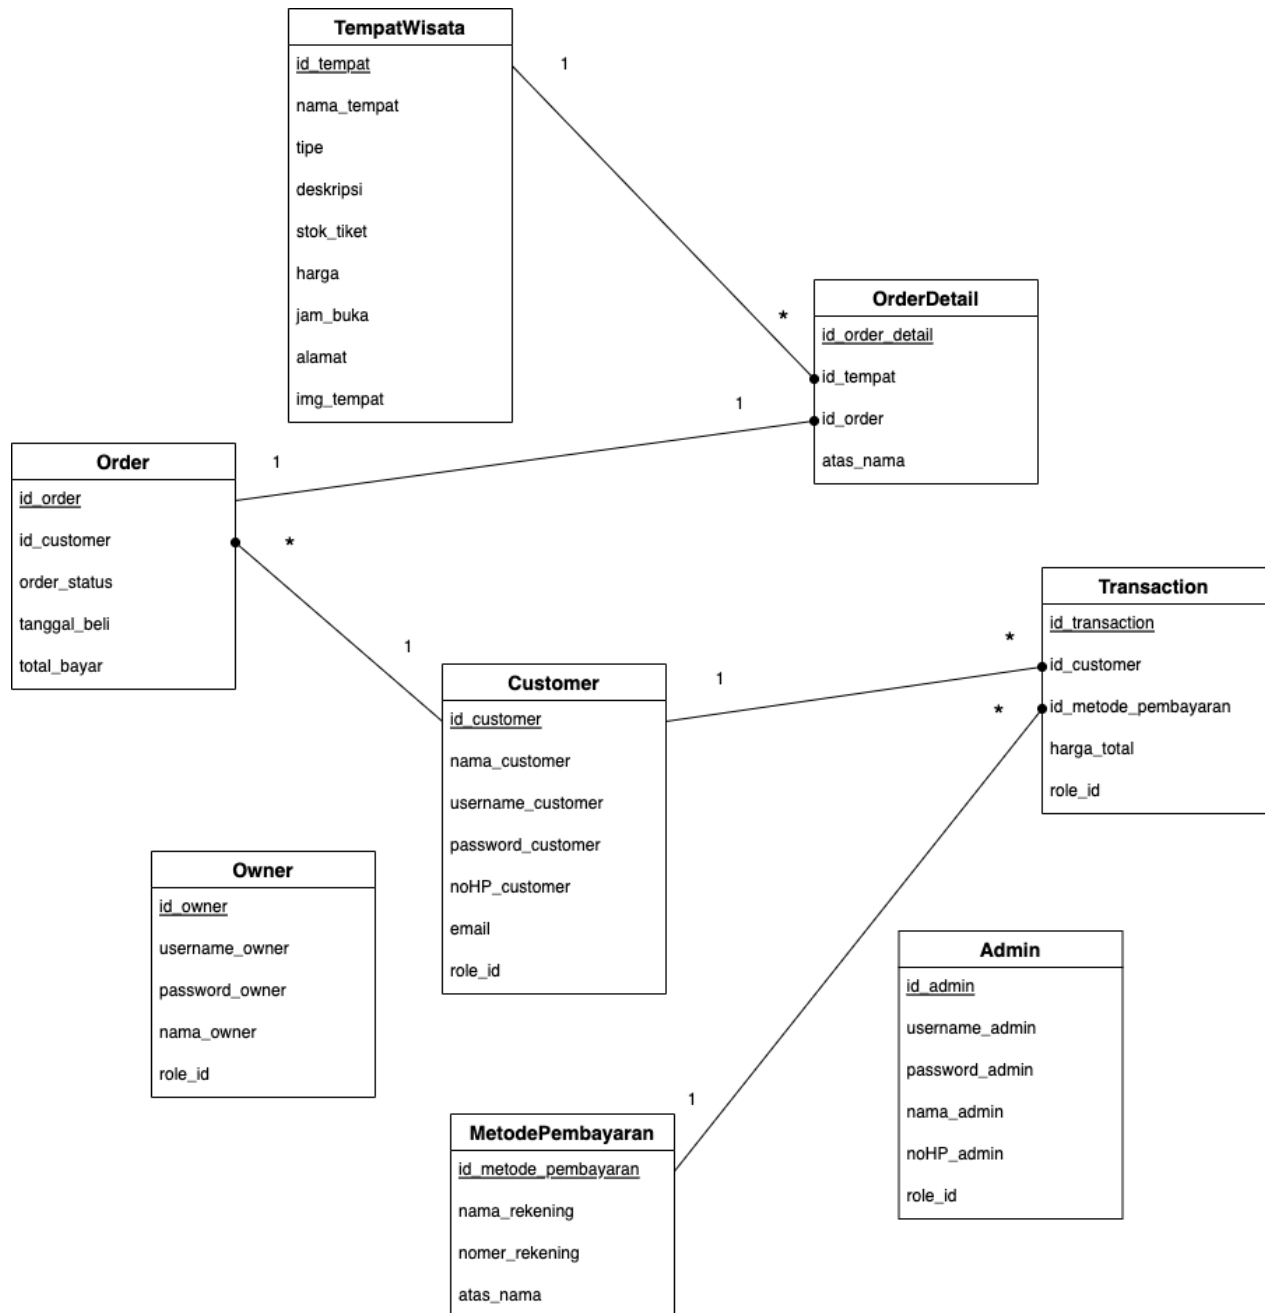 TempatWisata
id_tempat
nama_tempat
tipe
deskripsi
stok_tiket
harga
jam_buka
alamat
img_tempat
1
*
OrderDetail
id_order_detail
id_tempat
id_order
atas_nama
1
1
Order
id_order
id_customer
order_status
tanggal_beli
total_bayar
*
1
Customer
id_customer
nama_customer
username_customer
password_customer
noHP_customer
email
role_id
1
*
*
Transaction
id_transaction
id_customer
id_metode_pembayaran
harga_total
role_id
Owner
id_owner
username_owner
password_owner
nama_owner
role_id
Admin
id_admin
username_admin
password_admin
nama_admin
noHP_admin
role_id
1
MetodePembayaran
id_metode_pembayaran
nama_rekening
nomer_rekening
atas_nama